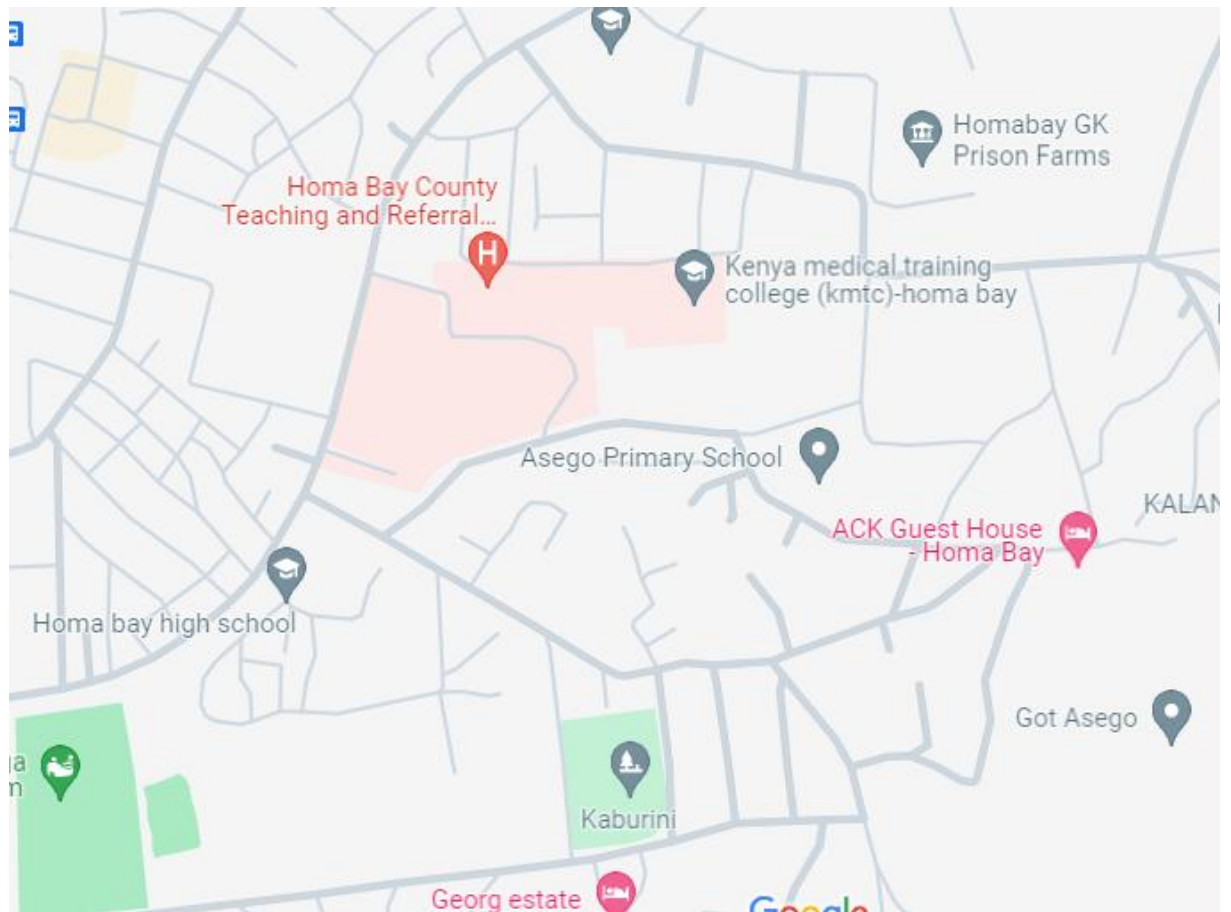 Homabay GK
Prison Farms
Homa Bay County
Teaching and Referral...
H
Kenya medical training
college (kmtc)-homa bay
Asego Primary School
KALAN
ACK Guest House
- Homa Bay
Homa bay high school
Got Asego
Kaburini
Georg estate
Google